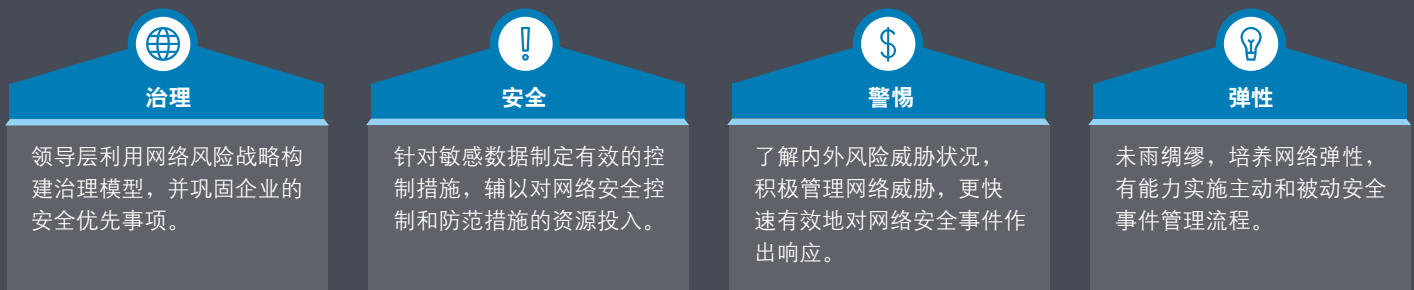 治理
领导层利用网络风险战略构
建治理模型，并巩固企业的
安全优先事项。
安全
针对敏感数据制定有效的控
制措施，辅以对网络安全控
制和防范措施的资源投入。
警惕
了解内外风险威胁状况，
积极管理网络威胁，更快
速有效地对网络安全事件作
出响应。
弹性
未雨绸缪，培养网络弹性，
有能力实施主动和被动安全
事件管理流程。